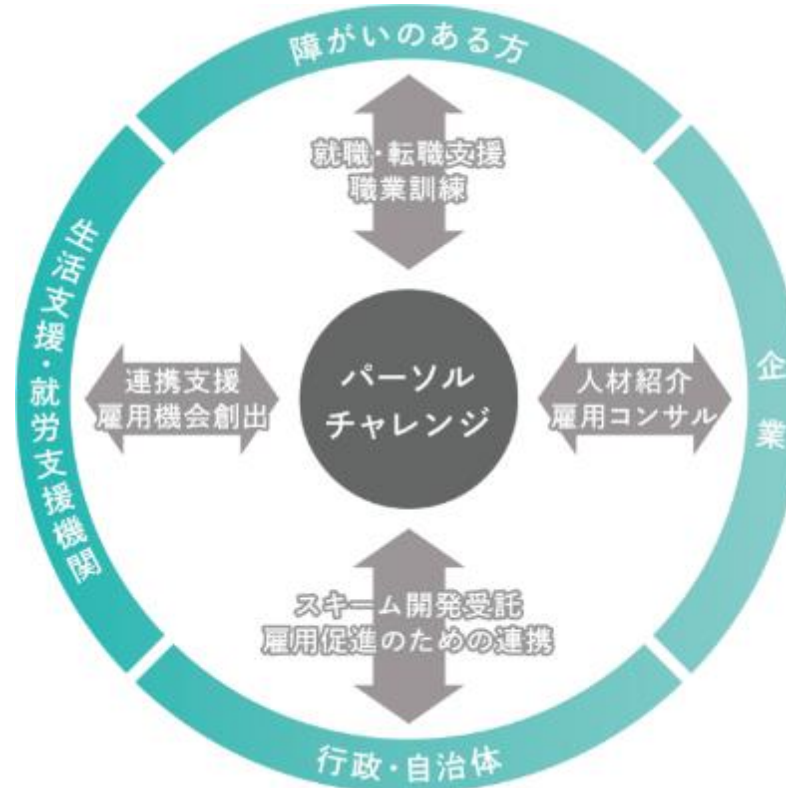 障がいのある方
就職・転職支援
職業訓練
生活支援・就労支援機関
連携支援
雇用機会創出
パーソル
チャレンジ
人材紹介
雇用コンサル
企業
スキーム開発受託
雇用促進のための連携
行政・自治体